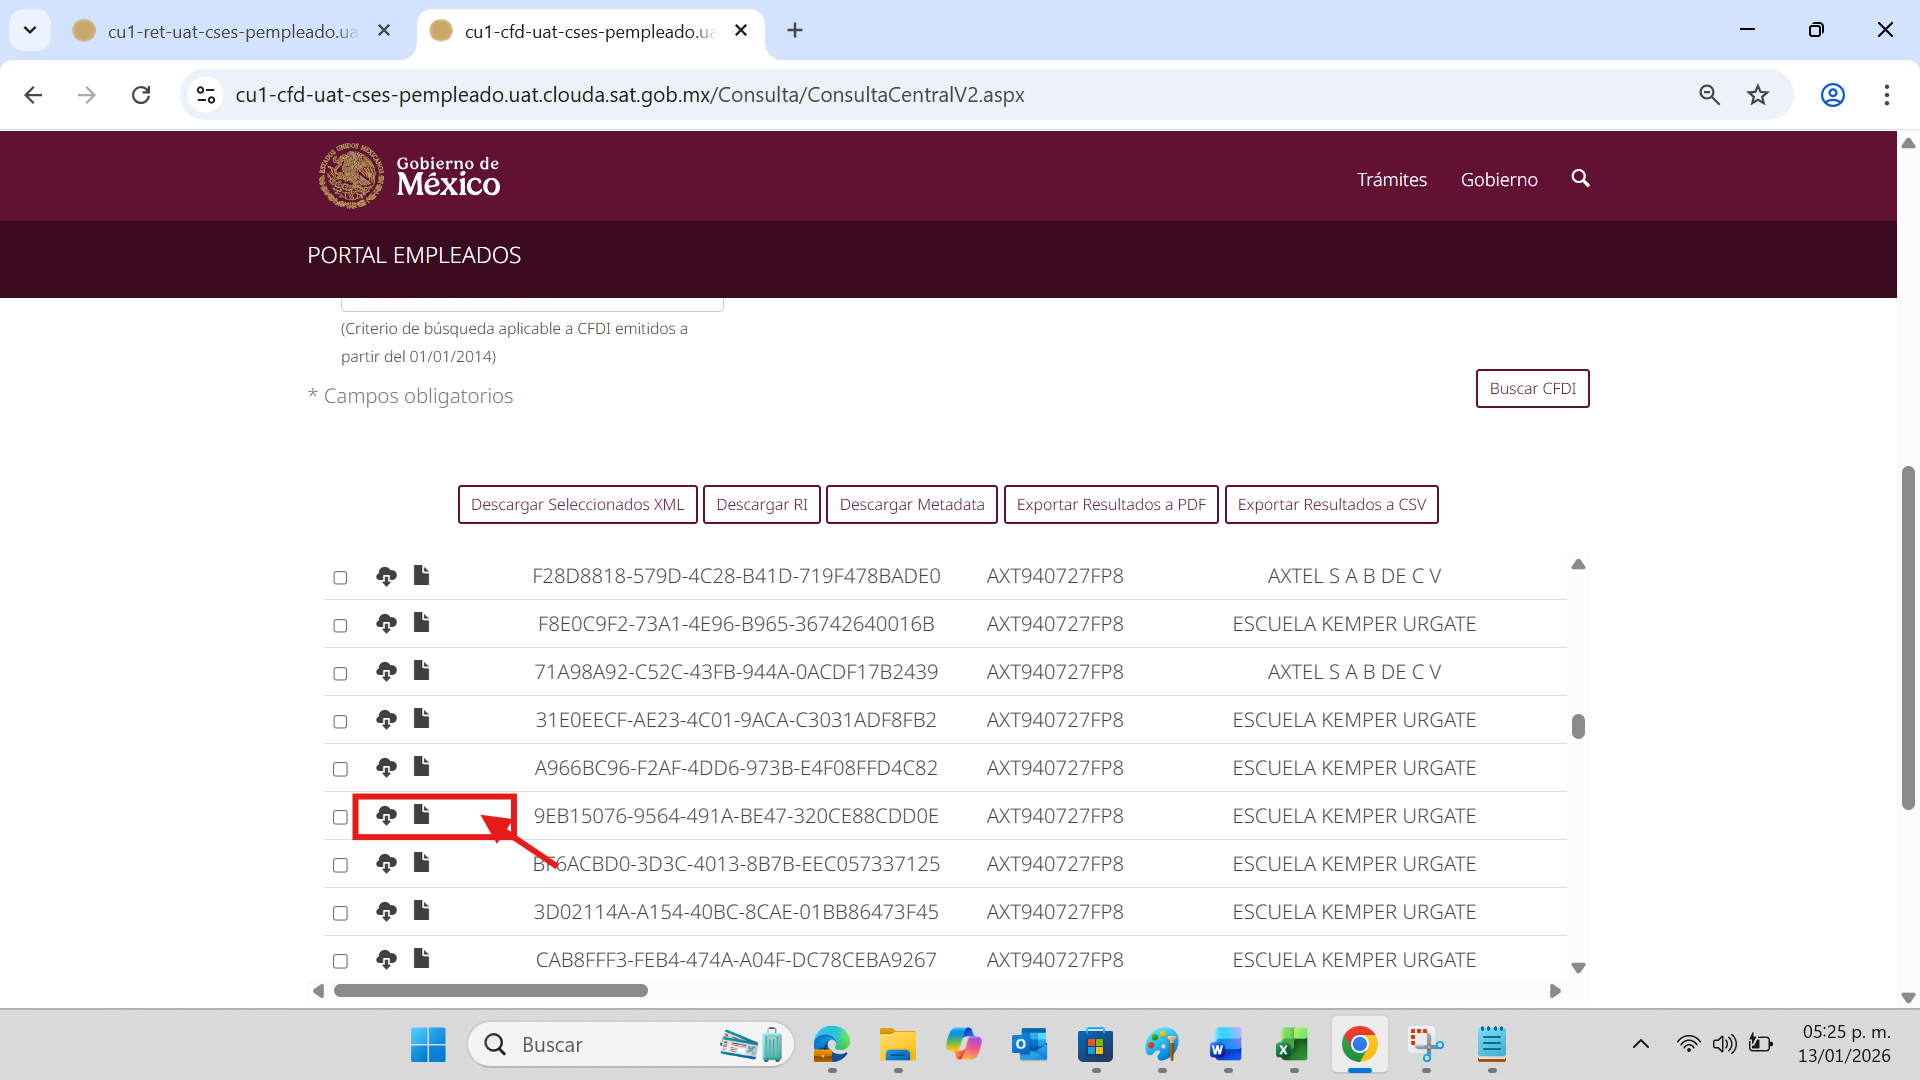 cu1-ret-uat-cses-pempleado.ua
cu1-cfd-uat-cses-pempleado.ua
cu1-cfd-uat-cses-pempleado.uat.clouda.sat.gob.mx/Consulta/ConsultaCentralV2.aspx
Gobierno de
México
Trámites Gobierno
PORTAL EMPLEADOS
(Criterio de búsqueda aplicable a CFDI emitidos a
partir del 01/01/2014)
* Campos obligatorios
Buscar CFDI
Descargar Seleccionados XML Descargar RI Descargar Metadata Exportar Resultados a PDF Exportar Resultados a CSV
F28D8818-579D-4C28-B41D-719F478BADE0 AXT940727FP8 AXTEL S A B DE C V
F8E0C9F2-73A1-4E96-B965-36742640016B AXT940727FP8 ESCUELA KEMPER URGATE
71A98A92-C52C-43FB-944A-0ACDF17B2439 AXT940727FP8 AXTEL S A B DE C V
31E0EECF-AE23-4C01-9ACA-C3031ADF8FB2 AXT940727FP8 ESCUELA KEMPER URGATE
A966BC96-F2AF-4DD6-973B-E4F08FFD4C82 AXT940727FP8 ESCUELA KEMPER URGATE
9EB15076-9564-491A-BE47-320CE88CDD0E AXT940727FP8 ESCUELA KEMPER URGATE
BF6ACBD0-3D3C-4013-8B7B-EEC057337125 AXT940727FP8 ESCUELA KEMPER URGATE
3D02114A-A154-40BC-8CAE-01BB86473F45 AXT940727FP8 ESCUELA KEMPER URGATE
CAB8FFF3-FEB4-474A-A04F-DC78CEBA9267 AXT940727FP8 ESCUELA KEMPER URGATE
Buscar
05:25 p. m.
13/01/2026